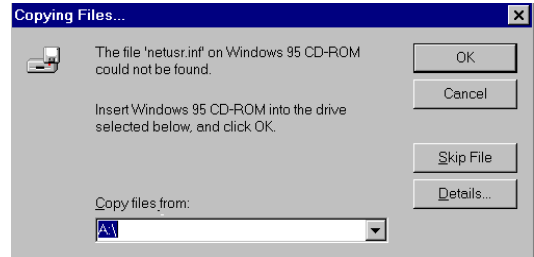 Copying Files...
The file 'netusr.inf' on Windows 95 CD-ROM
could not be found.
Insert Windows 95 CD-ROM into the drive
selected below, and click OK.
Copy files from:
A:\
OK
Cancel
Skip File
Details...